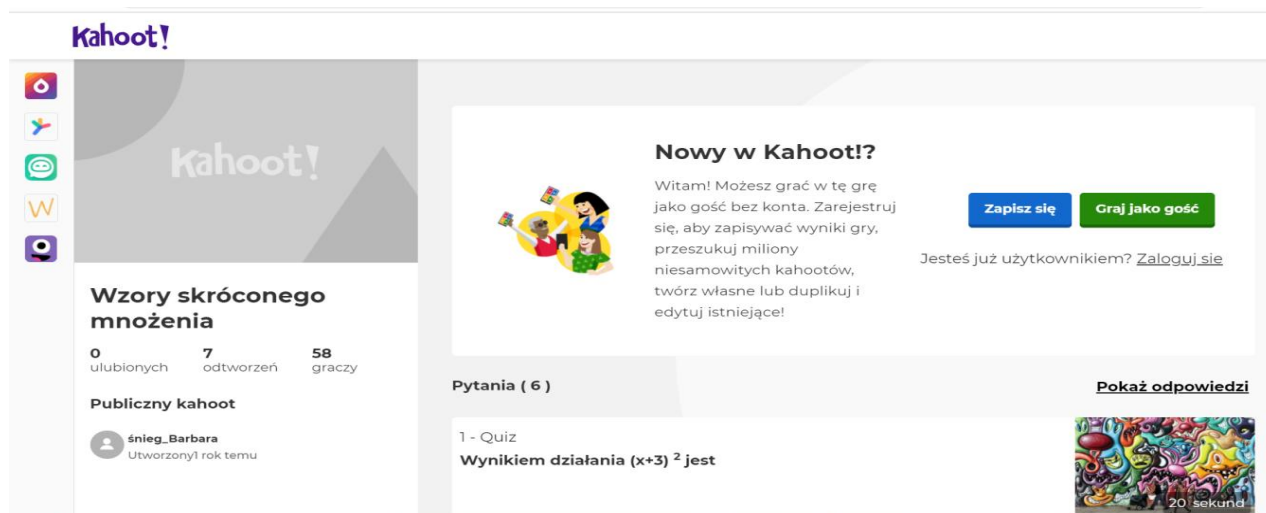 Kahoot!
Kahoot!
Wzory skróconego
mnożenia
0 7 58
ulubionych odtworzeń graczy
Publiczny kahoot
śnieg_Barbara
Utworzony1 rok temu
Nowy w Kahoot!?
Witam! Możesz grać w tę grę
jako gość bez konta. Zarejestruj
się, aby zapisywać wyniki gry,
przeszukuj miliony
niesamowitych kahootów,
twórz własne lub duplikuj i
edytuj istniejące!
Zapisz się Graj jako gość
Jesteś już użytkownikiem? Zaloguj sie
Pytania ( 6 ) Pokaż odpowiedzi
1 - Quiz
Wynikiem działania (x+3) ² jest
20 sekund